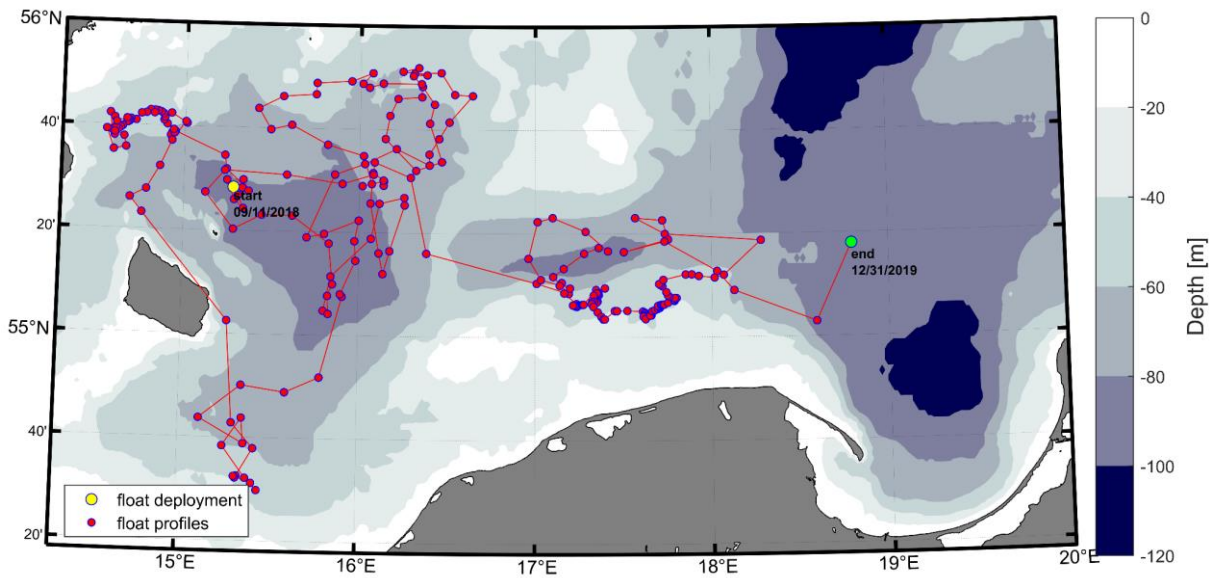 56°N
40'
20'
55°N
40'
20'
15°E
16°E
17°E
18°E
19°E
20°E
start
09/11/2018
end
12/31/2019
float deployment
float profiles
0
-20
-40
-60
-80
-100
-120
Depth [m]